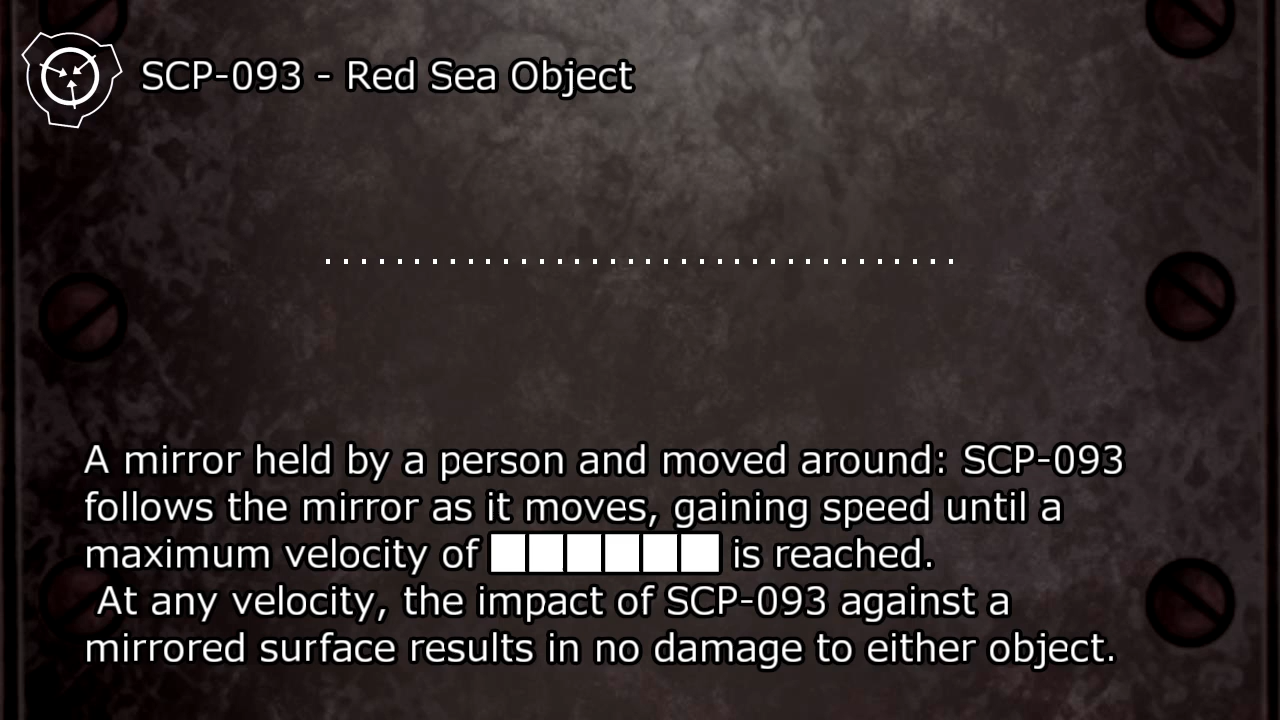 SCP-093 - Red Sea Object
....................................
A mirror held by a person and moved around: SCP-093
follows the mirror as it moves, gaining speed until a
maximum velocity of ██████ is reached.
At any velocity, the impact of SCP-093 against a
mirrored surface results in no damage to either object.